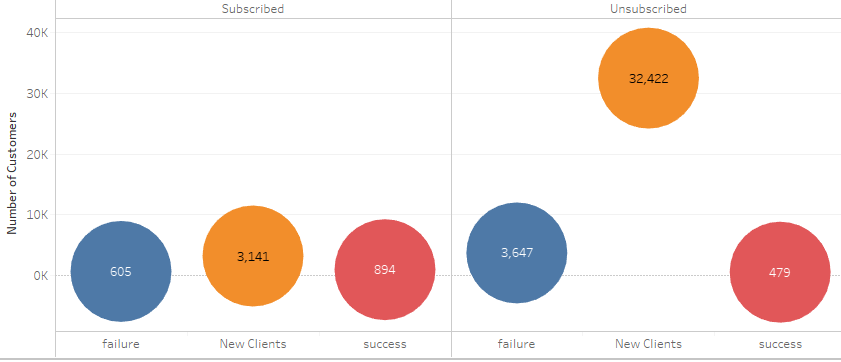 Subscribed
Unsubscribed
Number of Customers
40K
30K
20K
10K
0K
605
3,141
894
3,647
32,422
479
failure
New Clients
success
failure
New Clients
success